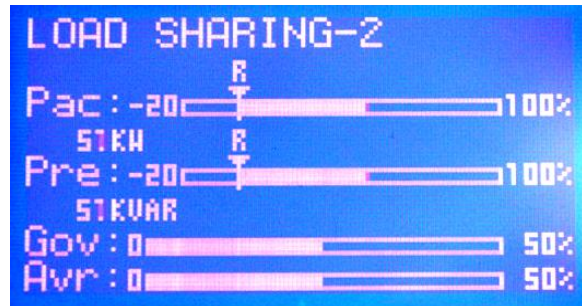 LOAD SHARING-2
R
Pac:-20 100%
51KW R
Pre:-20 100%
51KVAR
Gov:0 50%
Avr:0 50%